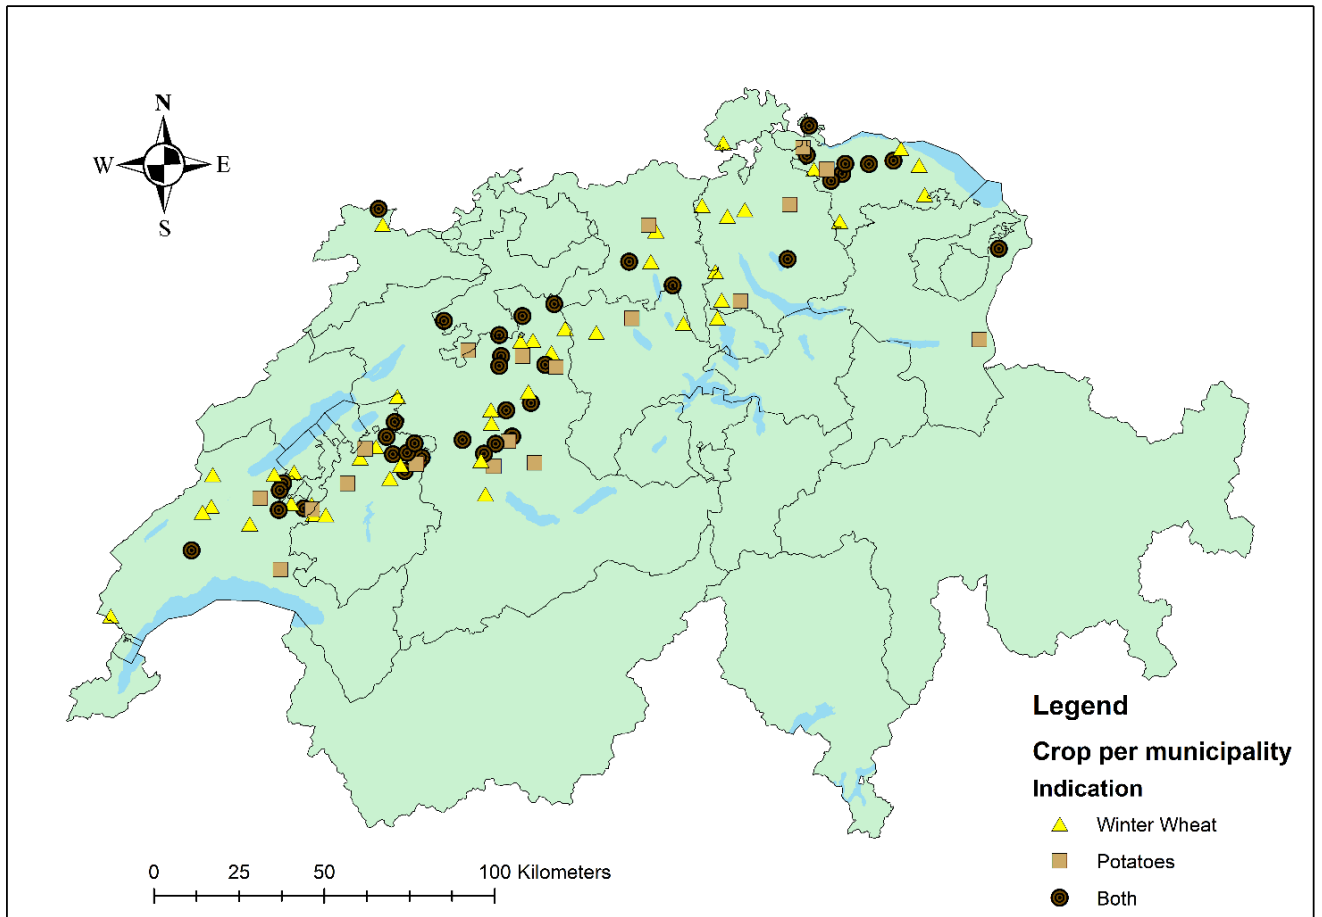 N
W
E
S
Legend
Crop per municipality
Indication
Winter Wheat
Potatoes
Both
0 25 50 100 Kilometers